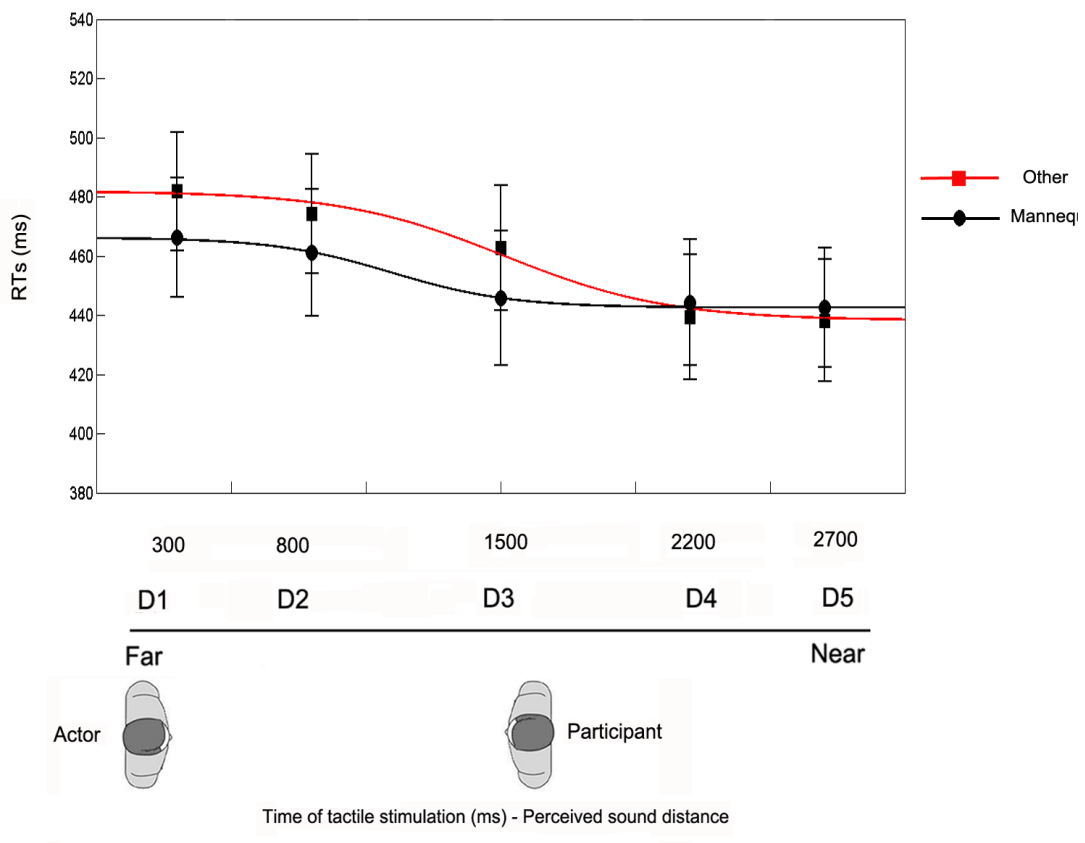 540
520
500
480
460
440
420
400
380
RTs (ms)
Other
Mannequ
300 800 1500 2200 2700
D1 D2 D3 D4 D5
Far Near
Actor Participant
Time of tactile stimulation (ms) - Perceived sound distance